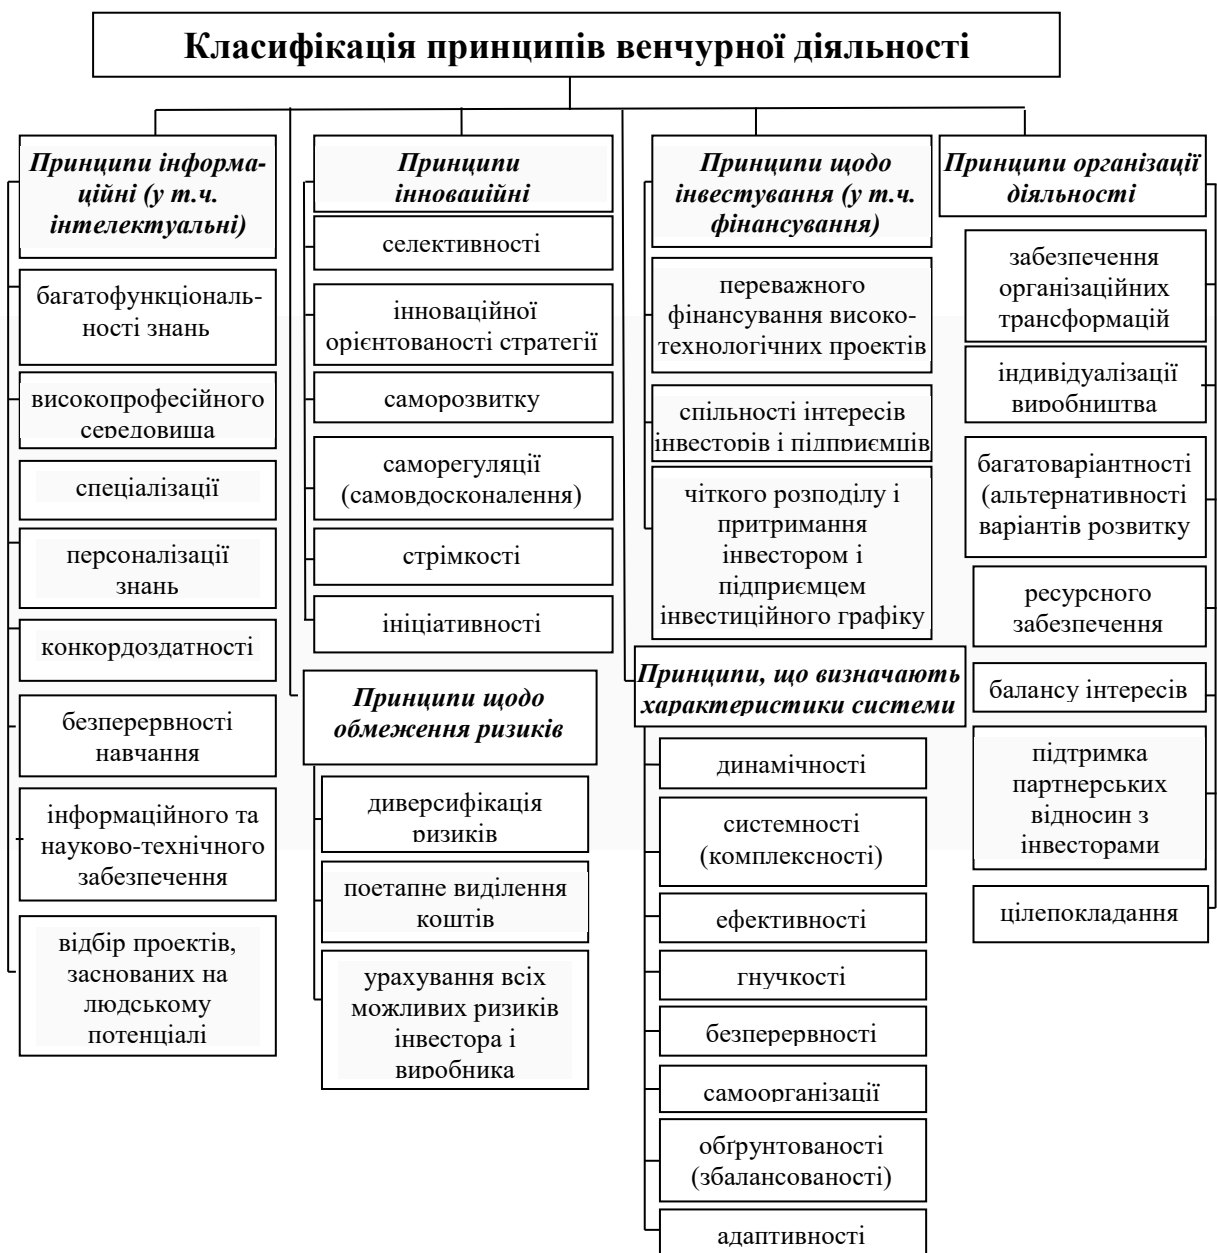 Класифікація принципів венчурної діяльності
Принципи інформа-
ційні (у т.ч.
інтелектуальні)
багатофункціональ-
ності знань
високопрофесійного
середовища
спеціалізації
персоналізації
знань
конкордоздатності
безперервності
навчання
інформаційного та
науково-технічного
забезпечення
відбір проектів,
заснованих на
людському
потенціалі
Принципи
інноваційні
селективності
інноваційної
орієнтованості стратегії
саморозвитку
саморегуляції
(самовдосконалення)
стрімкості
ініціативності
Принципи щодо
обмеження ризиків
диверсифікація
ризиків
поетапне виділення
коштів
урахування всіх
можливих ризиків
інвестора і
виробника
Принципи щодо
інвестування (у т.ч.
фінансування)
переважного
фінансування високо-
технологічних проектів
спільності інтересів
інвесторів і підприємців
чіткого розподілу і
притримання
інвестором і
підприємцем
інвестиційного графіку
Принципи, що визначають
характеристики системи
динамічності
системності
(комплексності)
ефективності
гнучкості
безперервності
самоорганізації
обґрунтованості
(збалансованості)
адаптивності
Принципи організації
діяльності
забезпечення
організаційних
трансформацій
індивідуалізації
виробництва
багатоваріантності
(альтернативності
варіантів розвитку
ресурсного
забезпечення
балансу інтересів
підтримка
партнерських
відносин з
інвесторами
цілепокладання